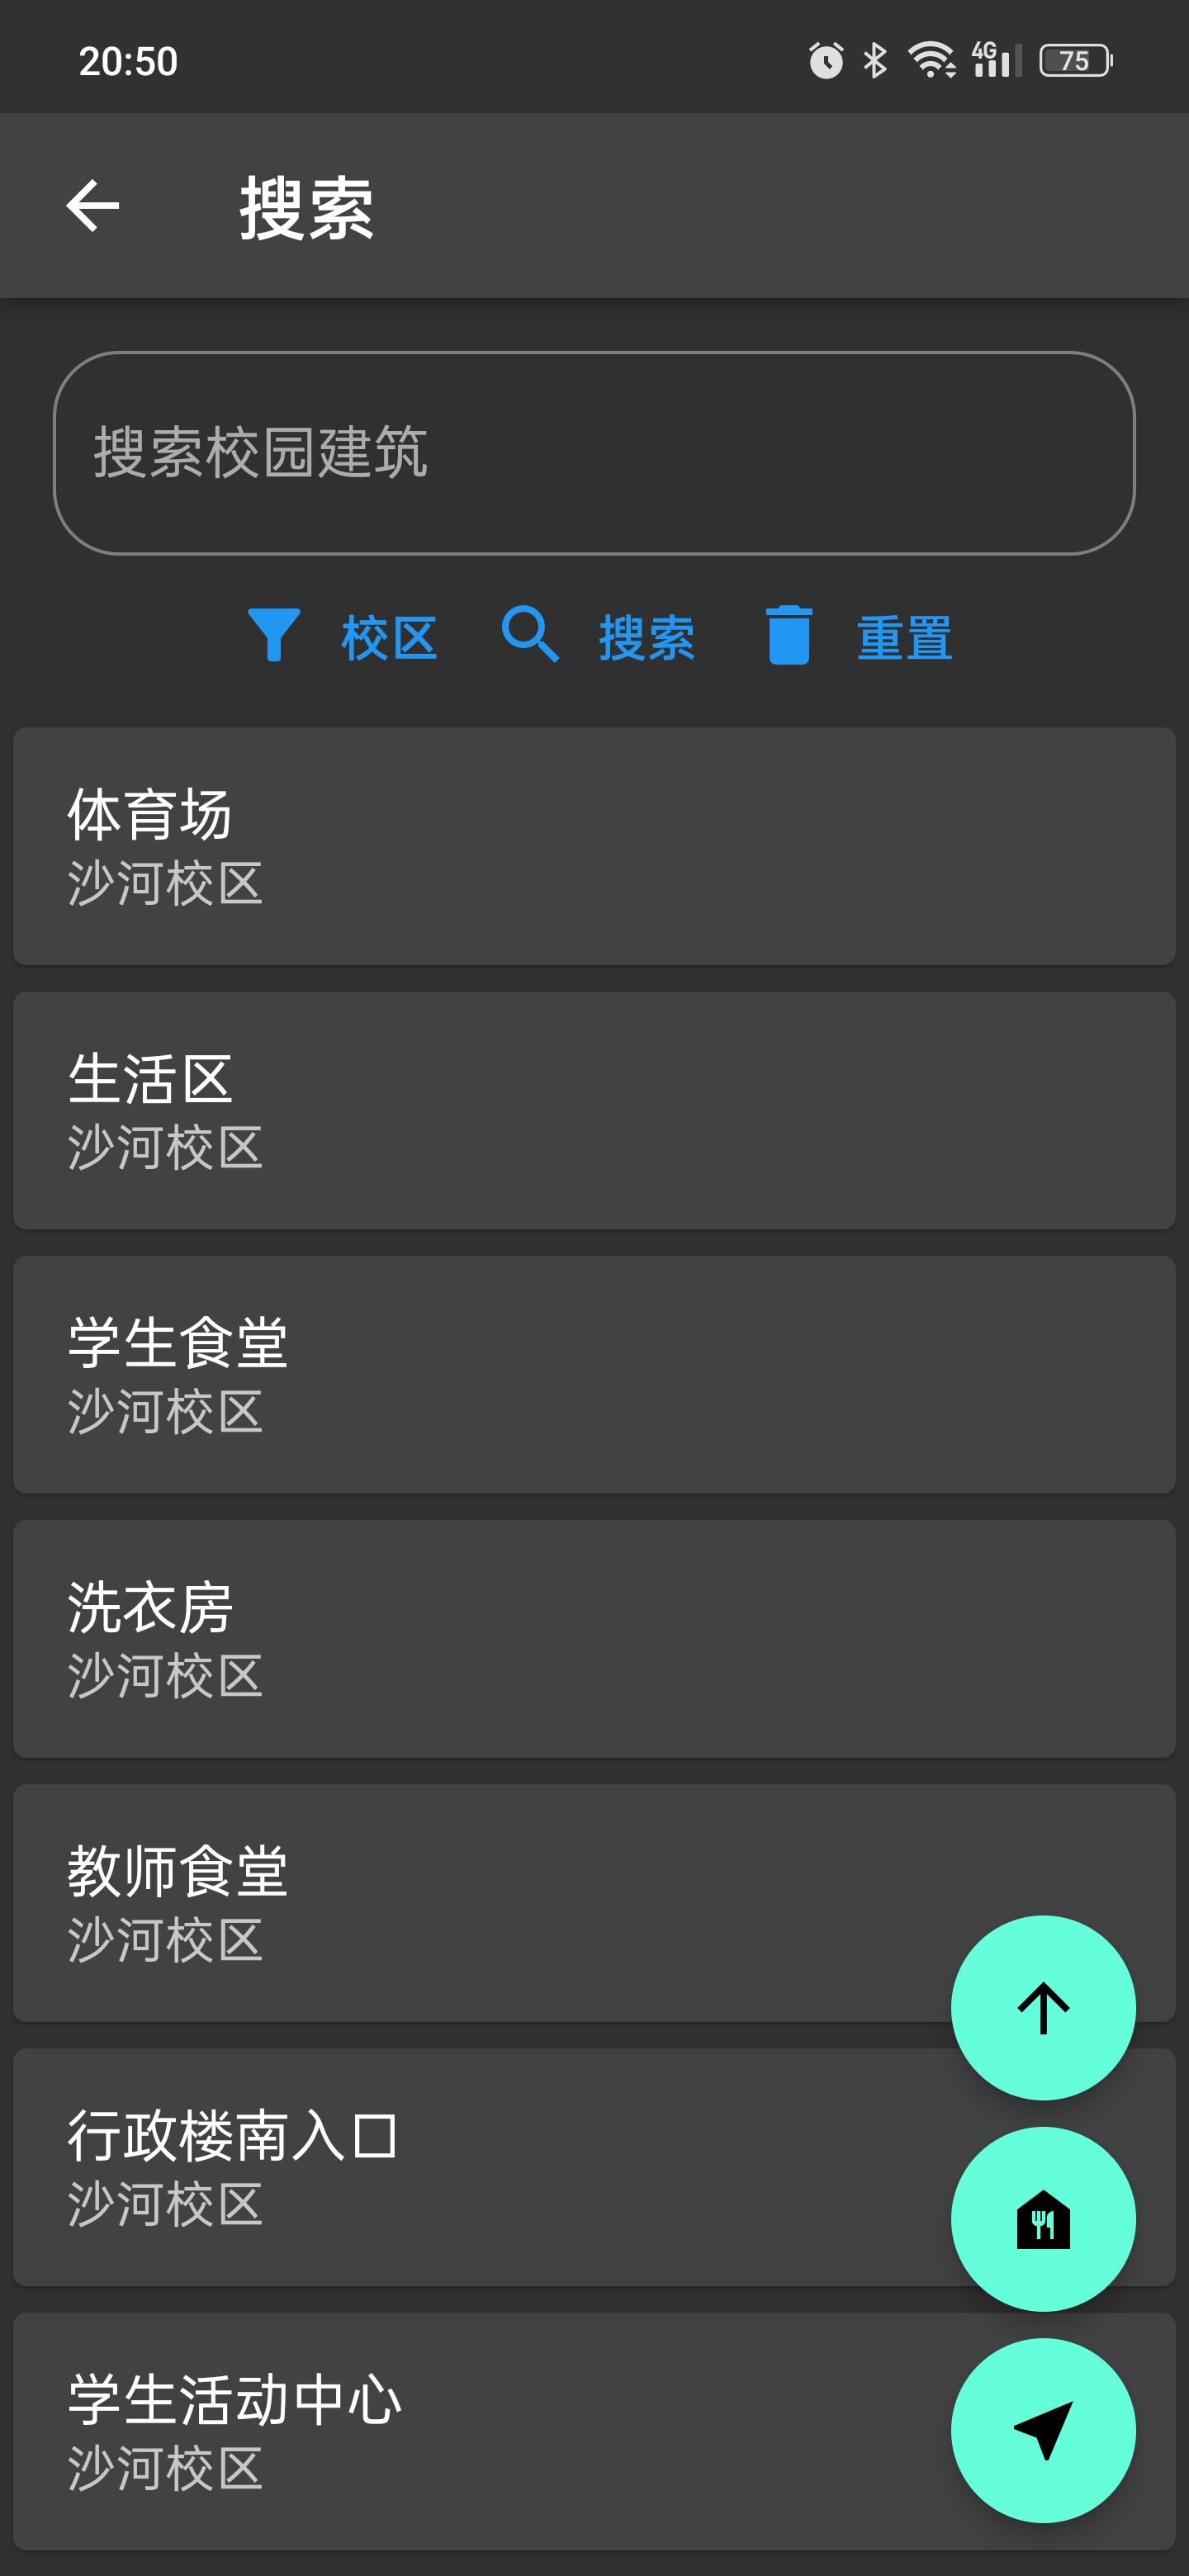 20:50
4G
75
搜索
搜索校园建筑
校区 搜索 重置
体育场
沙河校区
生活区
沙河校区
学生食堂
沙河校区
洗衣房
沙河校区
教师食堂
沙河校区
行政楼南入口
沙河校区
学生活动中心
沙河校区